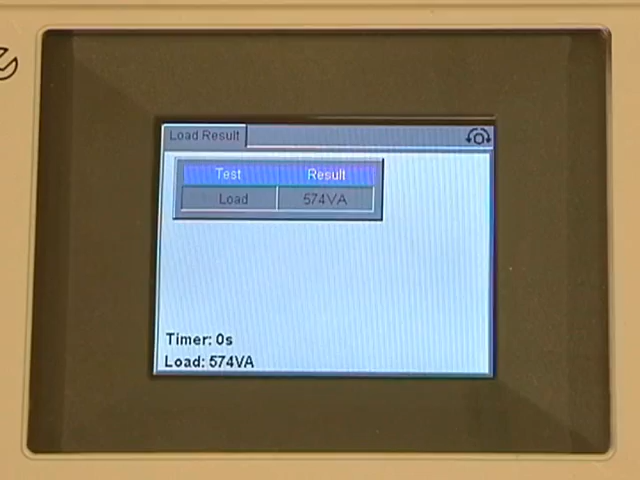 Load Result
Test Result
Load 574VA
Timer: 0s
Load: 574VA